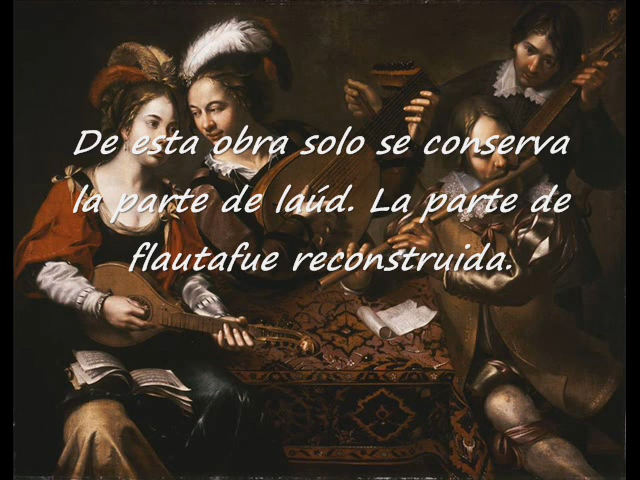 De esta obra solo se conserva
la parte de laúd. La parte de
flautafue reconstruida.